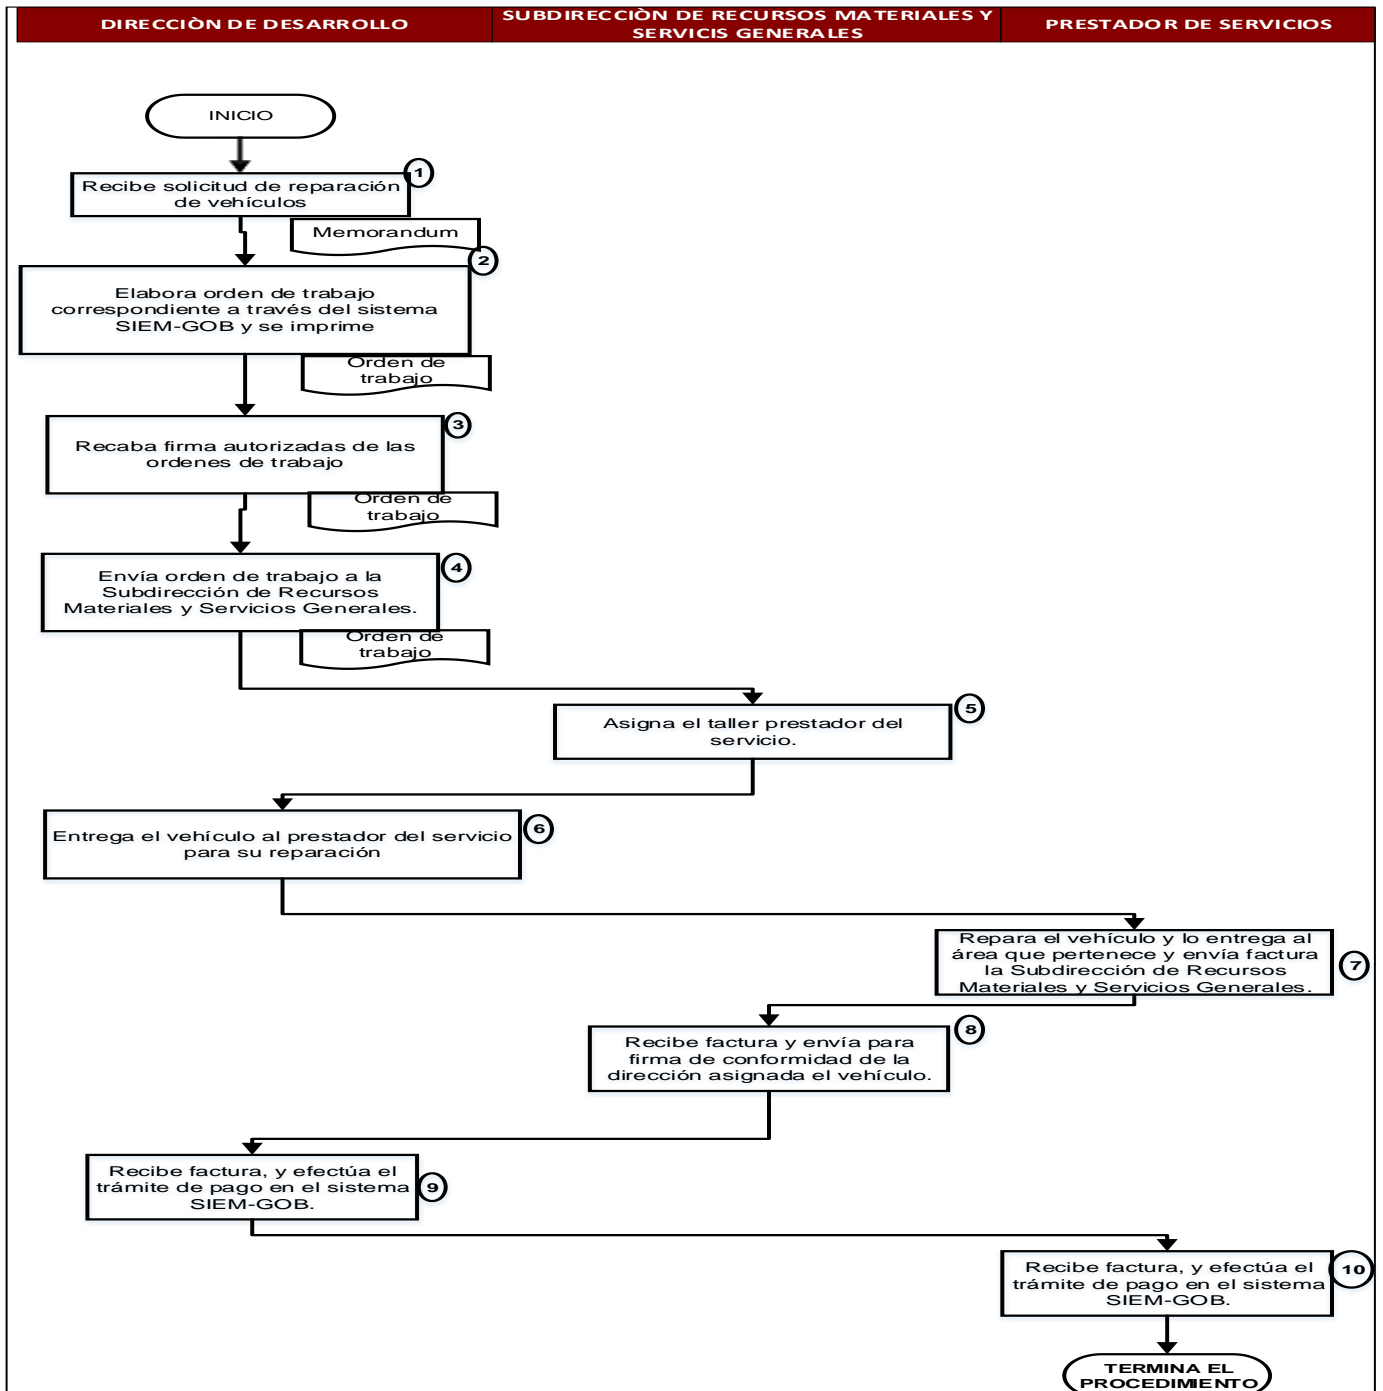 DIRECCIÒN DE DESARROLLO
SUBDIRECCIÒN DE RECURSOS MATERIALES Y
SERVICIS GENERALES
PRESTADOR DE SERVICIOS
INICIO
1
Recibe solicitud de reparación
de vehículos
Memorandum
2
Elabora orden de trabajo
correspondiente a través del sistema
SIEM-GOB y se imprime
Orden de
trabajo
3
Recaba firma autorizadas de las
ordenes de trabajo
Orden de
trabajo
4
Envía orden de trabajo a la
Subdirección de Recursos
Materiales y Servicios Generales.
Orden de
trabajo
5
Asigna el taller prestador del
servicio.
6
Entrega el vehículo al prestador del servicio
para su reparación
7
Repara el vehículo y lo entrega al
área que pertenece y envía factura
la Subdirección de Recursos
Materiales y Servicios Generales.
8
Recibe factura y envía para
firma de conformidad de la
dirección asignada el vehículo.
9
Recibe factura, y efectúa el
trámite de pago en el sistema
SIEM-GOB.
10
Recibe factura, y efectúa el
trámite de pago en el sistema
SIEM-GOB.
TERMINA EL
PROCEDIMIENTO